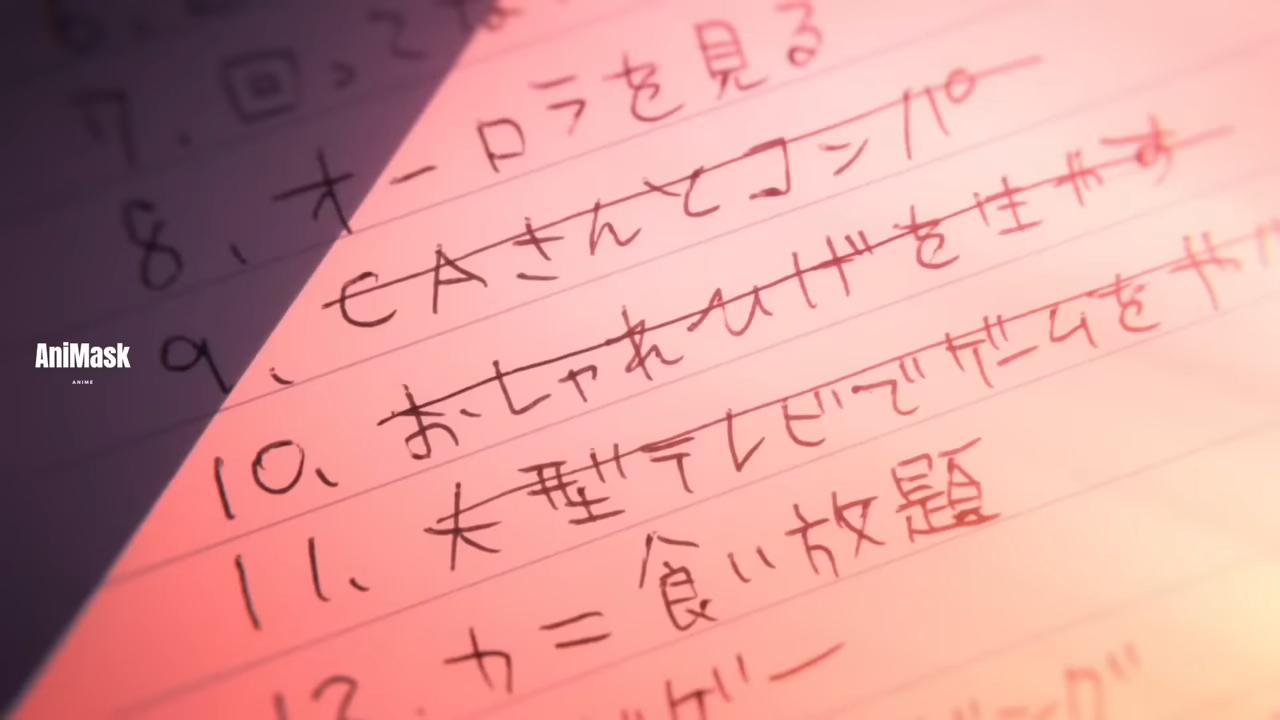 7. 回って
8、オーロラを見る
9、CAさんとコンパ
10、おしゃれひげを生やす
11、大型テレビでゲームをや
12. カニ食い放題
AniMask
ANIME